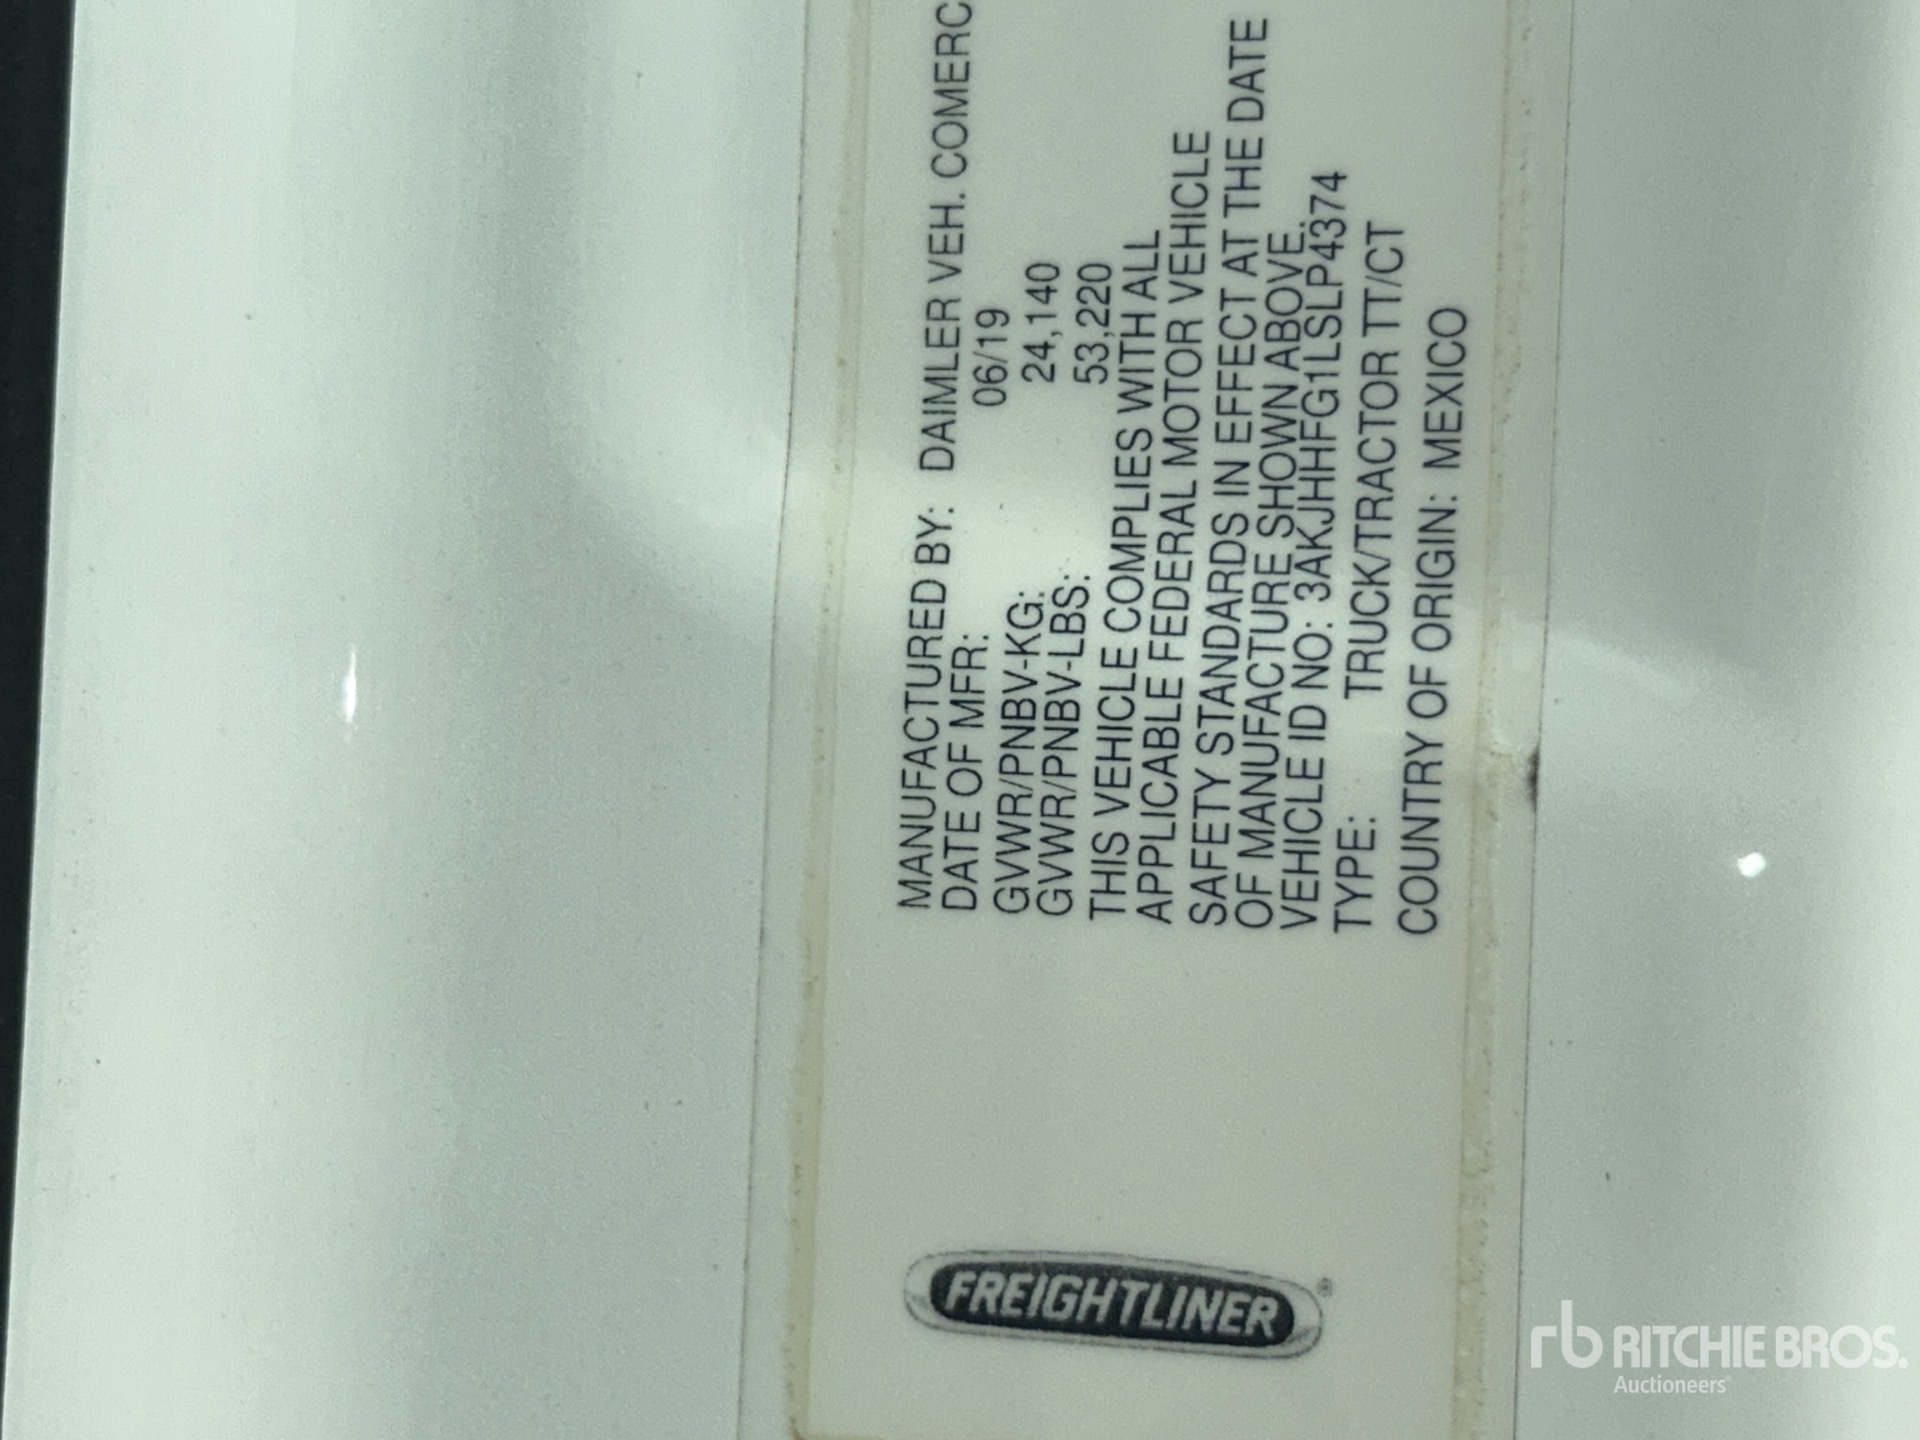 MANUFACTURED BY: DAIMLER VEH. COMERC
DATE OF MFR: 06/19
GVWR/PNBV-KG: 24,140
GVWR/PNBV-LBS: 53,220
THIS VEHICLE COMPLIES WITH ALL
APPLICABLE FEDERAL MOTOR VEHICLE
SAFETY STANDARDS IN EFFECT AT THE DATE
OF MANUFACTURE SHOWN ABOVE.
VEHICLE ID NO: 3AKJHHFG1LSLP4374
TYPE: TRUCK/TRACTOR TT/CT
COUNTRY OF ORIGIN: MEXICO
FREIGHTLINER®
rb RITCHIE BROS.
Auctioneers